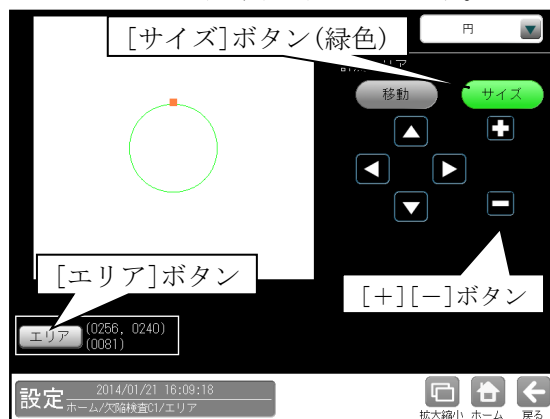 [サイズ]ボタン(緑色)
円
エリア
移動
サイズ
[エリア]ボタン
[＋][－]ボタン
エリア
(0256, 0240)
(0081)
設定
2014/01/21 16:09:18
ホーム/欠陥検査C1/エリア
拡大縮小
ホーム
戻る